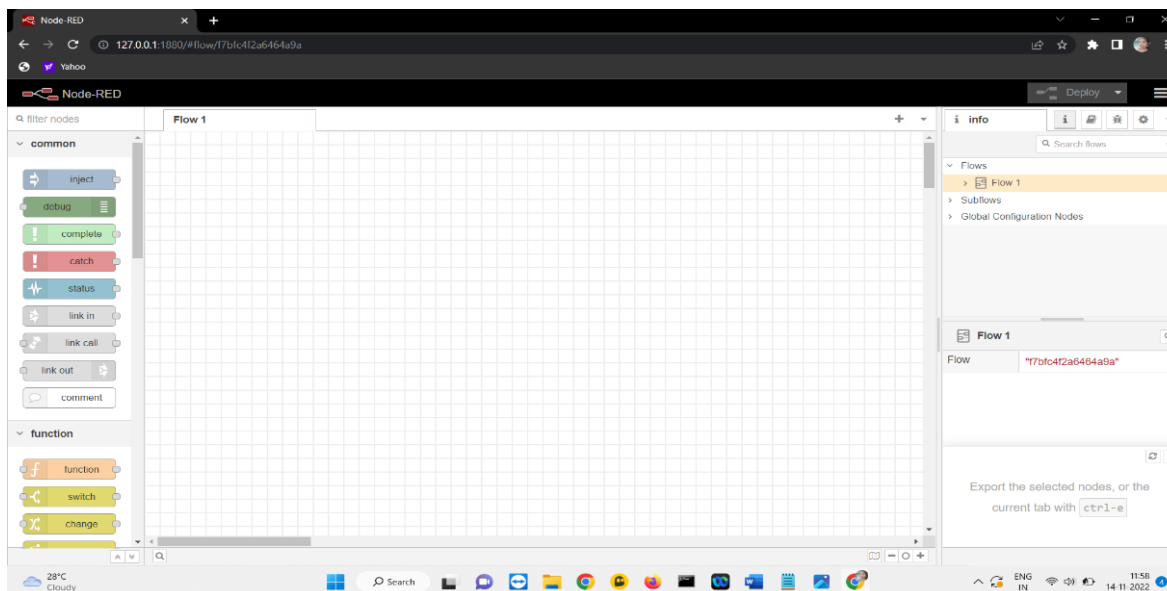 Node-RED
127.0.0.1:1880/#flow/f7bfc4f2a6464a9a
Yahoo
Node-RED
Deploy
filter nodes
Flow 1
info
i
Search flows
common
Flows
Flow 1
Subflows
Global Configuration Nodes
inject
debug
complete
catch
status
link in
link call
link out
comment
Flow 1
Flow
"f7bfc4f2a6464a9a"
function
function
switch
change
Export the selected nodes, or the
current tab with ctrl-e
28°C
Cloudy
Search
ENG
IN
11:58
14-11-2022
4